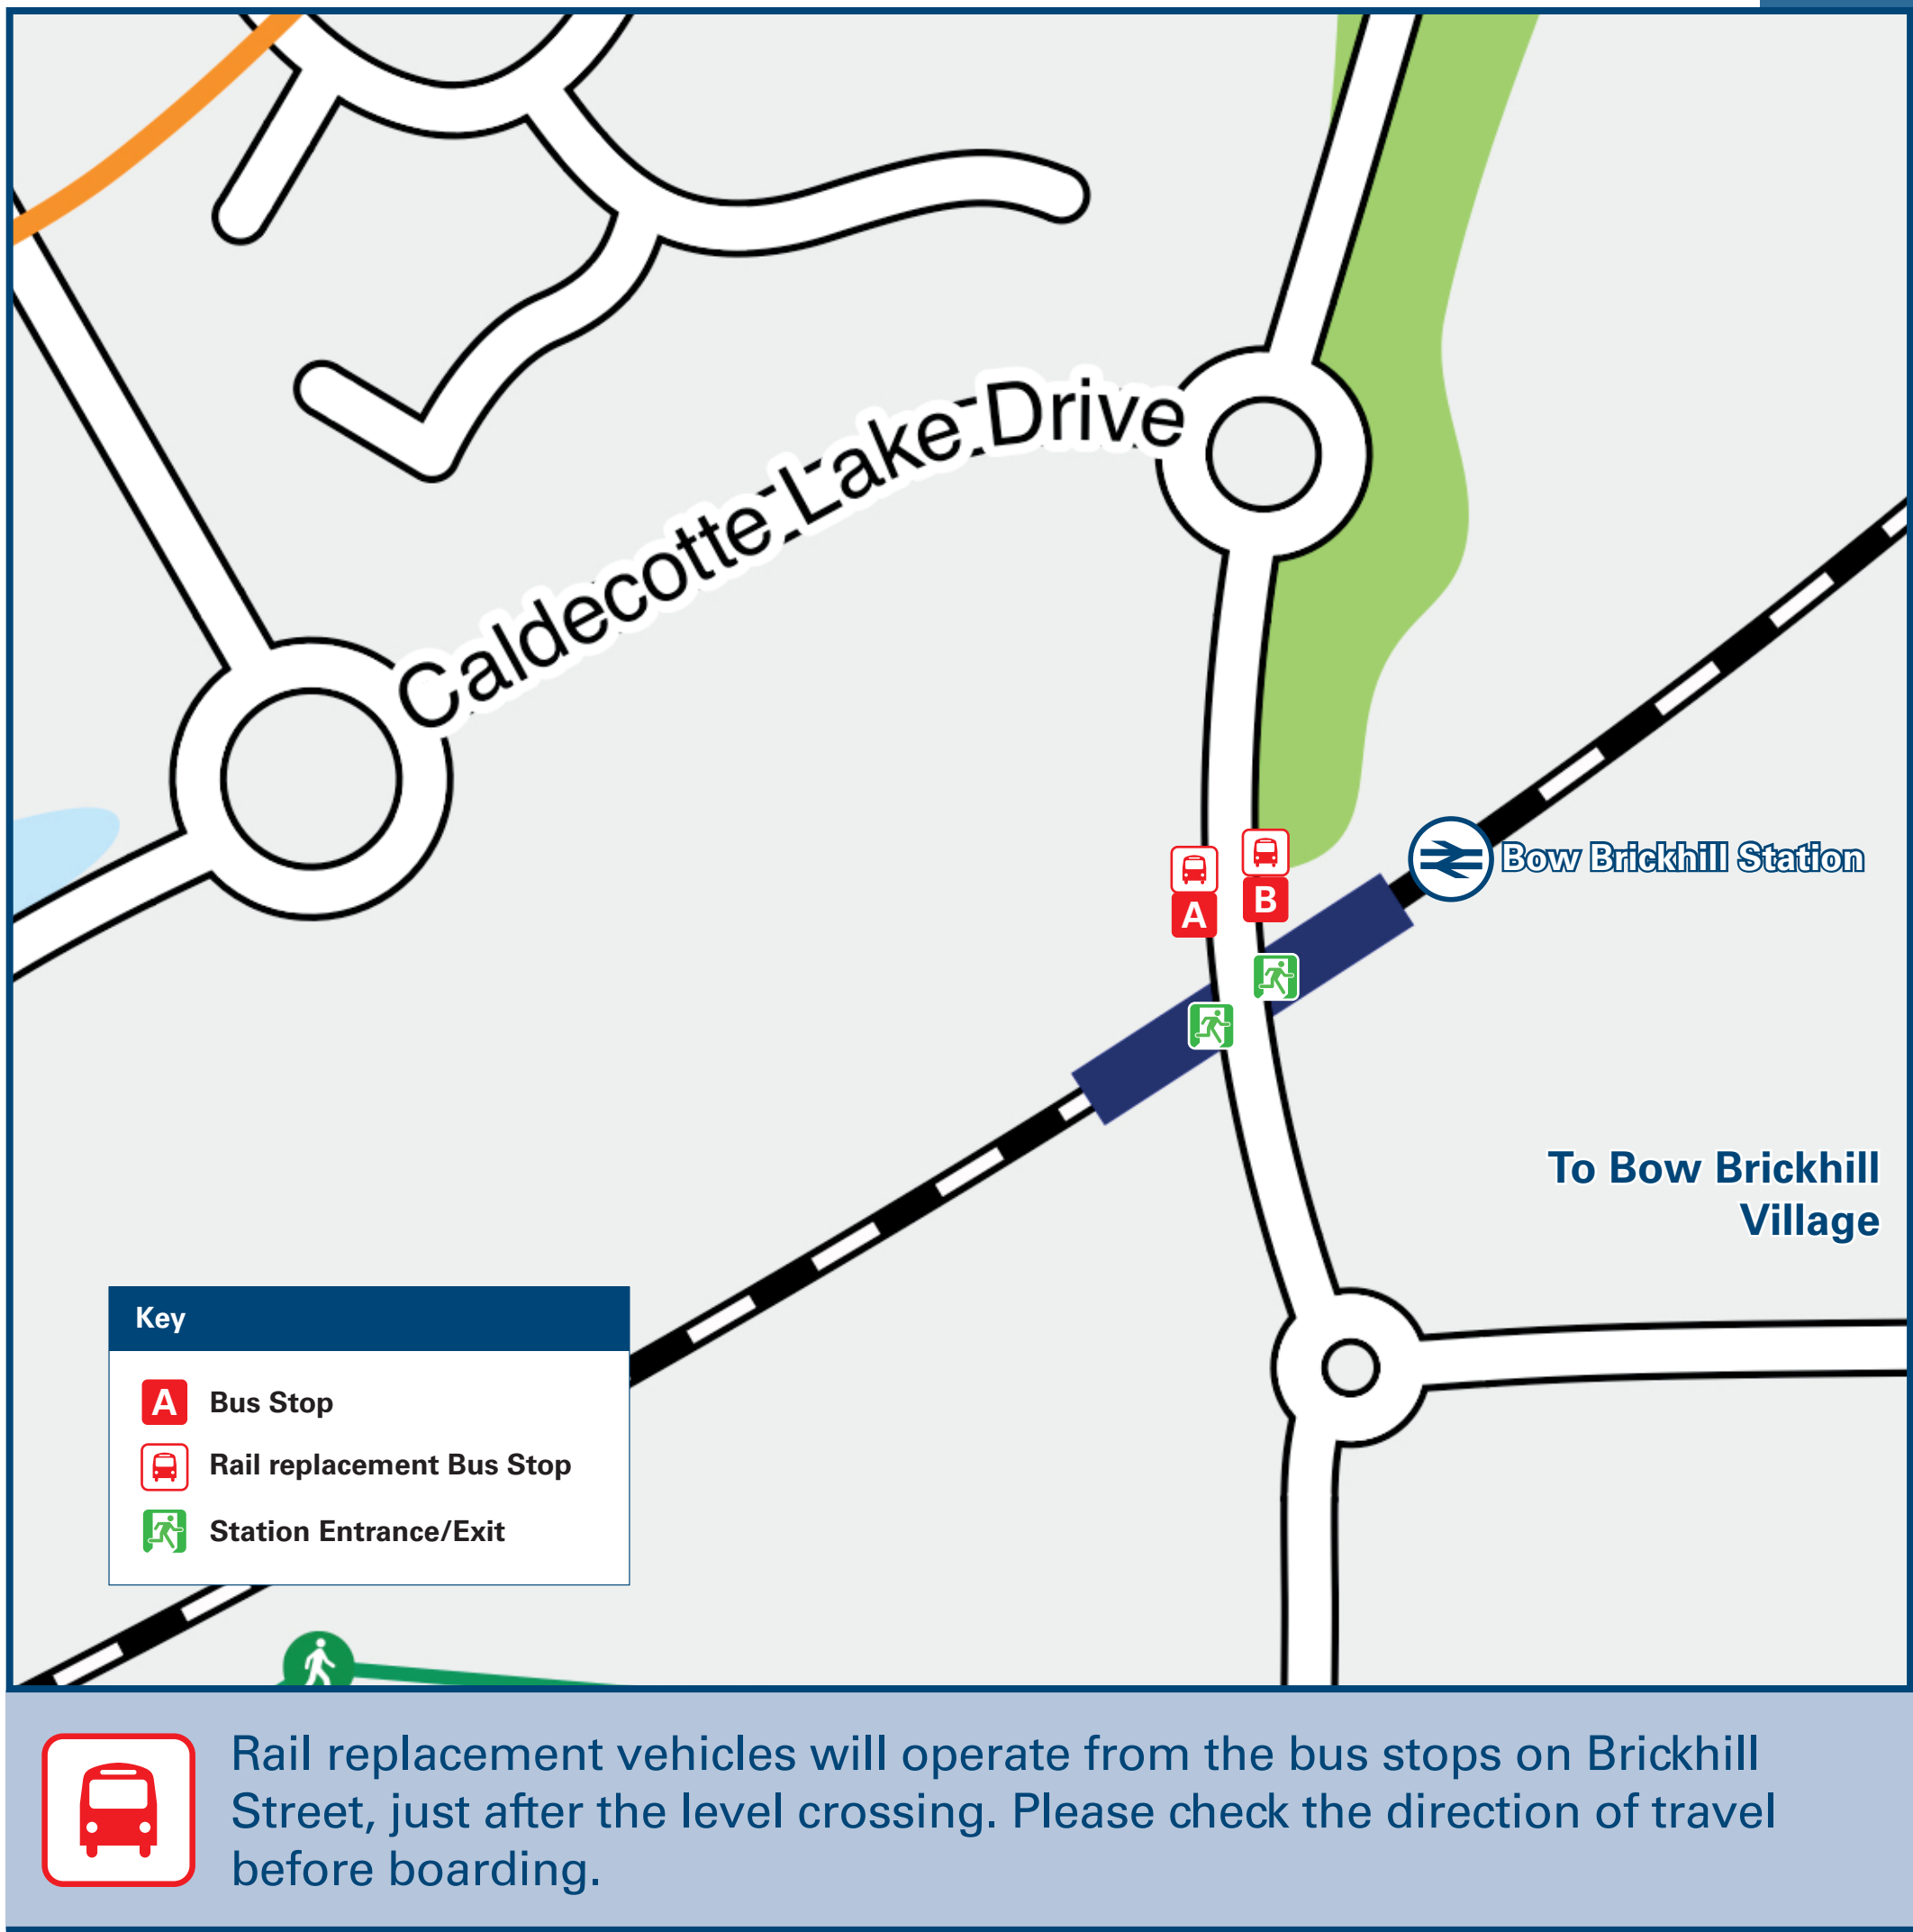 Caldecotte Lake Drive
A
B
Bow Brickhill Station
To Bow Brickhill
Village
Key
A Bus Stop
Rail replacement Bus Stop
Station Entrance/Exit
Rail replacement vehicles will operate from the bus stops on Brickhill
Street, just after the level crossing. Please check the direction of travel
before boarding.